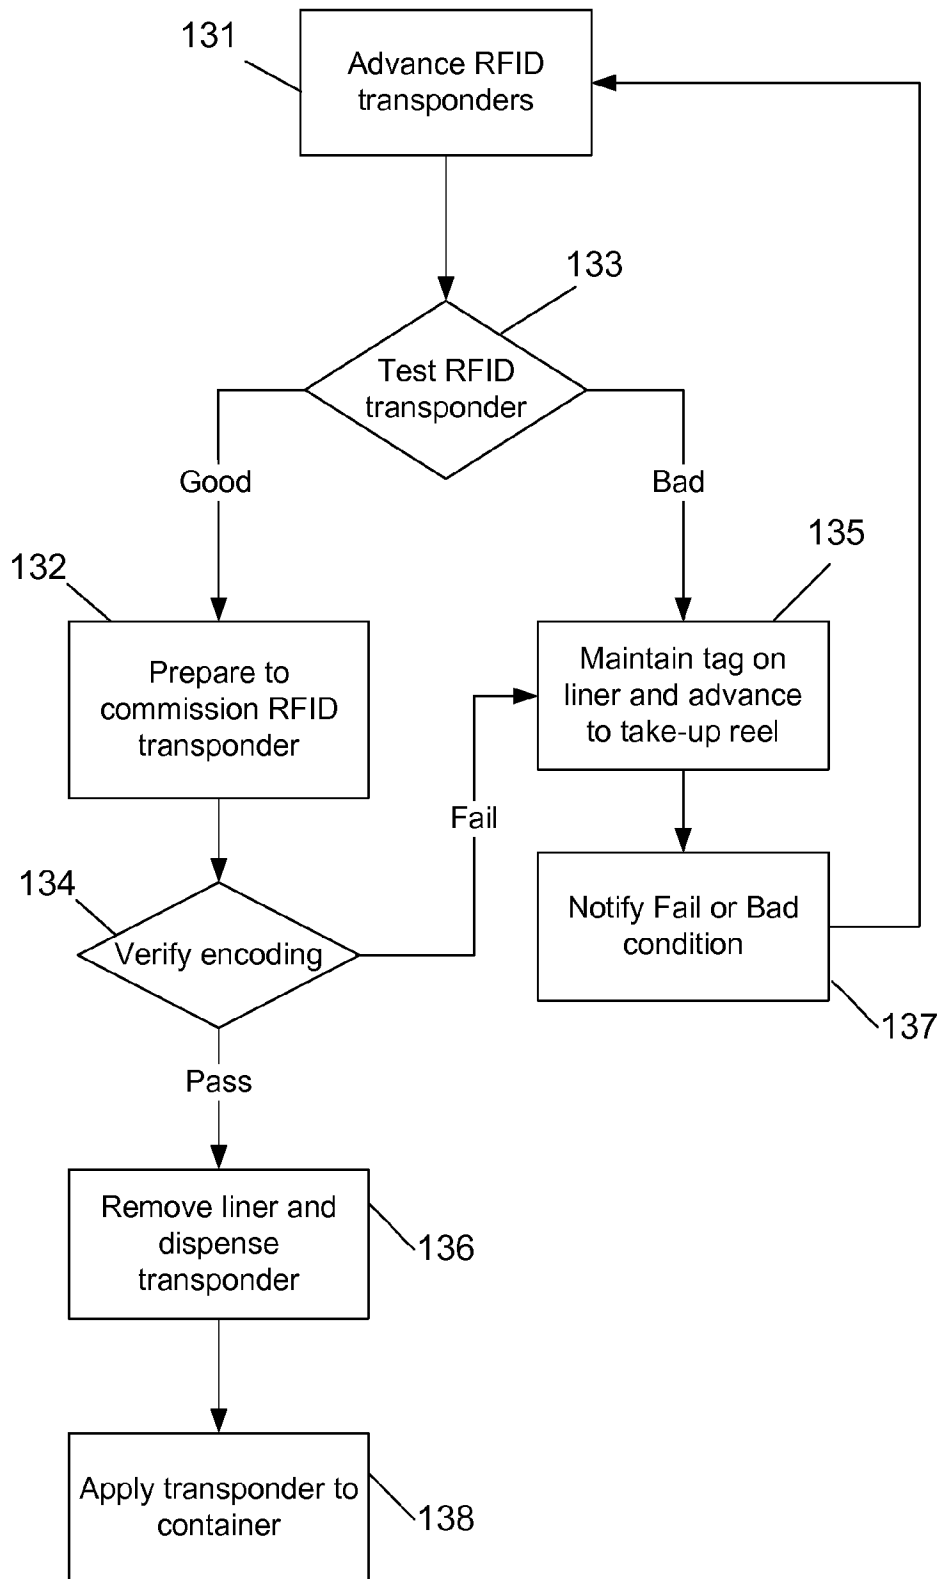 131
Advance RFID
transponders
133
Test RFID
transponder
Good
Bad
132
135
Prepare to
commission RFID
transponder
Maintain tag on
liner and advance
to take-up reel
Fail
134
Verify encoding
Notify Fail or Bad
condition
137
Pass
Remove liner and
dispense
transponder
136
Apply transponder to
container
138